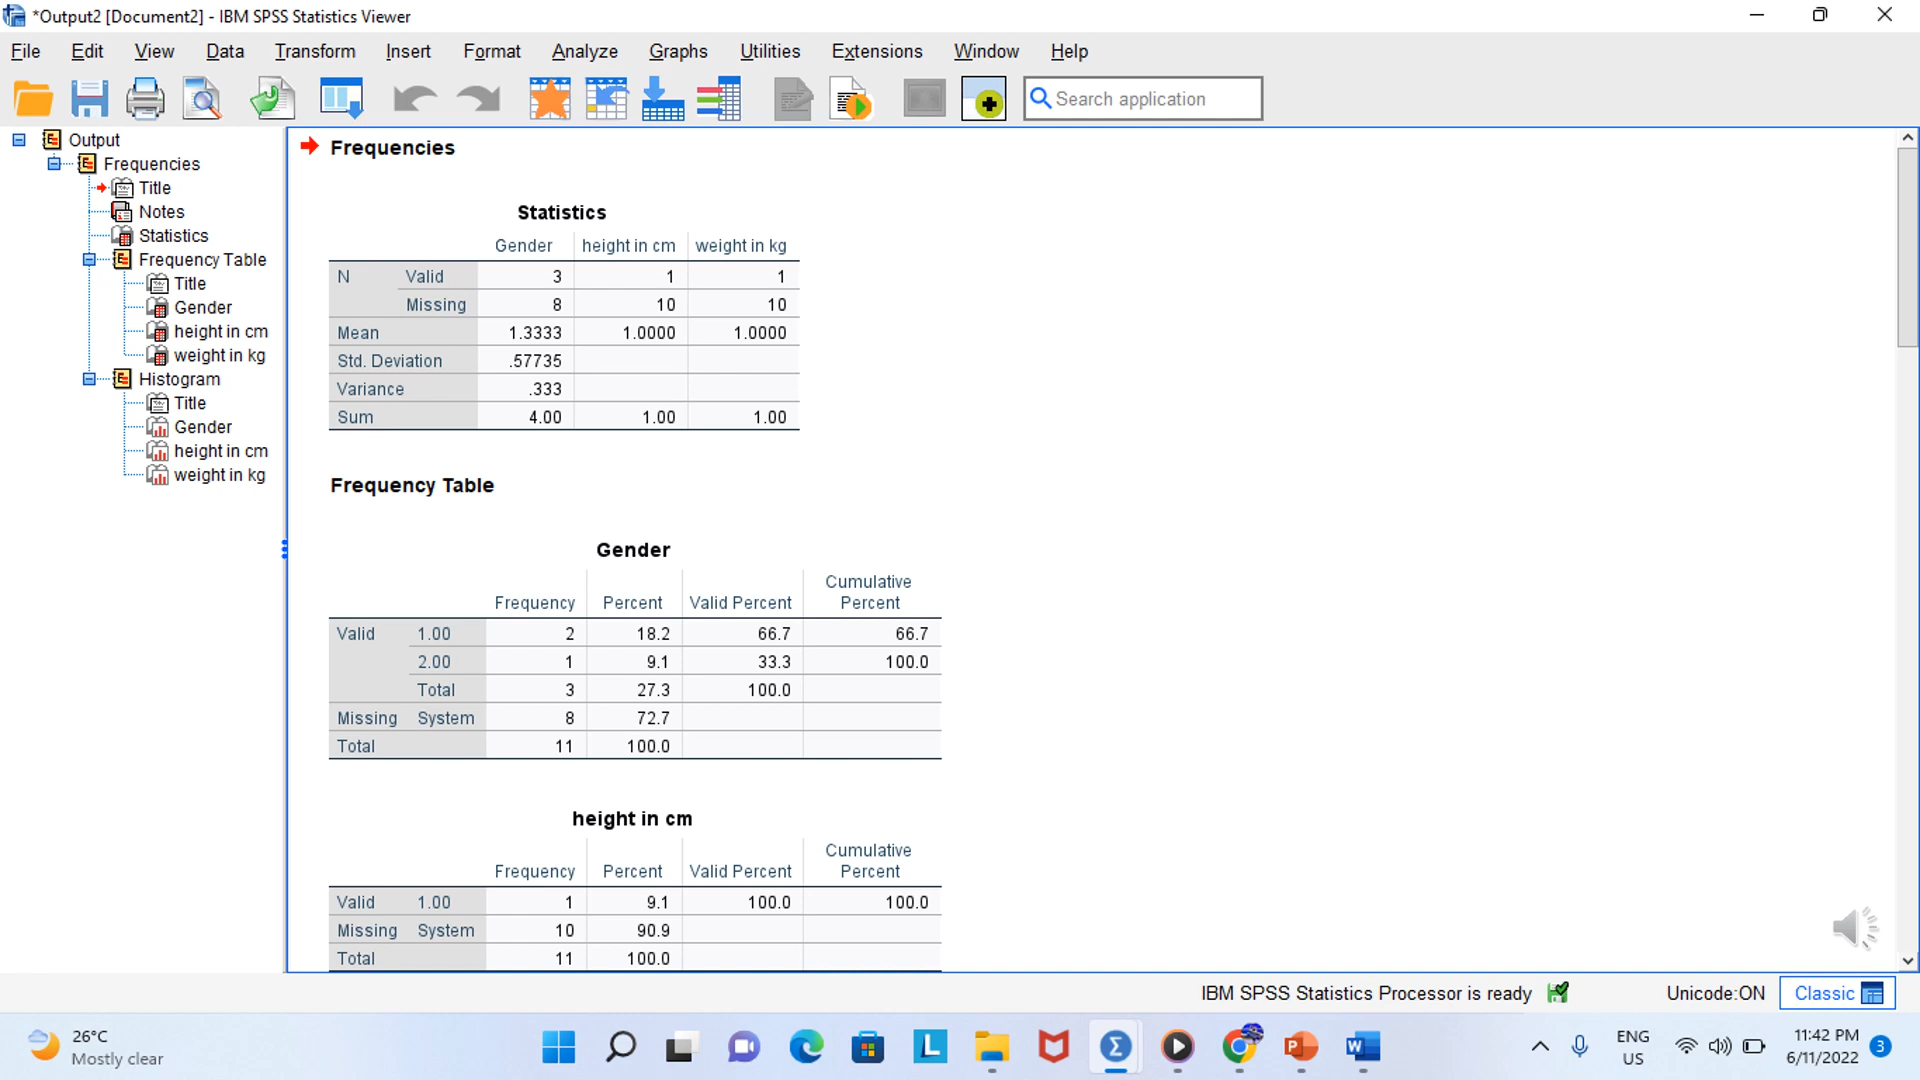 *Output2 [Document2] - IBM SPSS Statistics Viewer
File Edit View Data Transform Insert Format Analyze Graphs Utilities Extensions Window Help
Search application
Output
Frequencies
Title
Notes
Statistics
Frequency Table
Title
Gender
height in cm
weight in kg
Histogram
Title
Gender
height in cm
weight in kg
Frequencies
Statistics
Gender height in cm weight in kg
N Valid 3 1 1
Missing 8 10 10
Mean 1.3333 1.0000 1.0000
Std. Deviation .57735
Variance .333
Sum 4.00 1.00 1.00
Frequency Table
Gender
Frequency Percent Valid Percent Cumulative Percent
Valid 1.00 2 18.2 66.7 66.7
2.00 1 9.1 33.3 100.0
Total 3 27.3 100.0
Missing System 8 72.7
Total 11 100.0
height in cm
Frequency Percent Valid Percent Cumulative Percent
Valid 1.00 1 9.1 100.0 100.0
Missing System 10 90.9
Total 11 100.0
IBM SPSS Statistics Processor is ready Unicode:ON Classic
26°C
Mostly clear
ENG
US
11:42 PM
6/11/2022
3